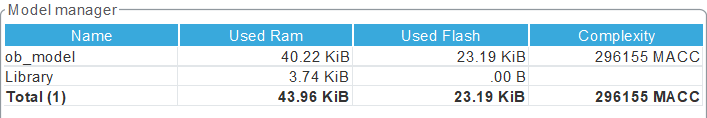 Model manager
Name Used Ram Used Flash Complexity
ob_model 40.22 KiB 23.19 KiB 296155 MACC
Library 3.74 KiB .00 B
Total (1) 43.96 KiB 23.19 KiB 296155 MACC